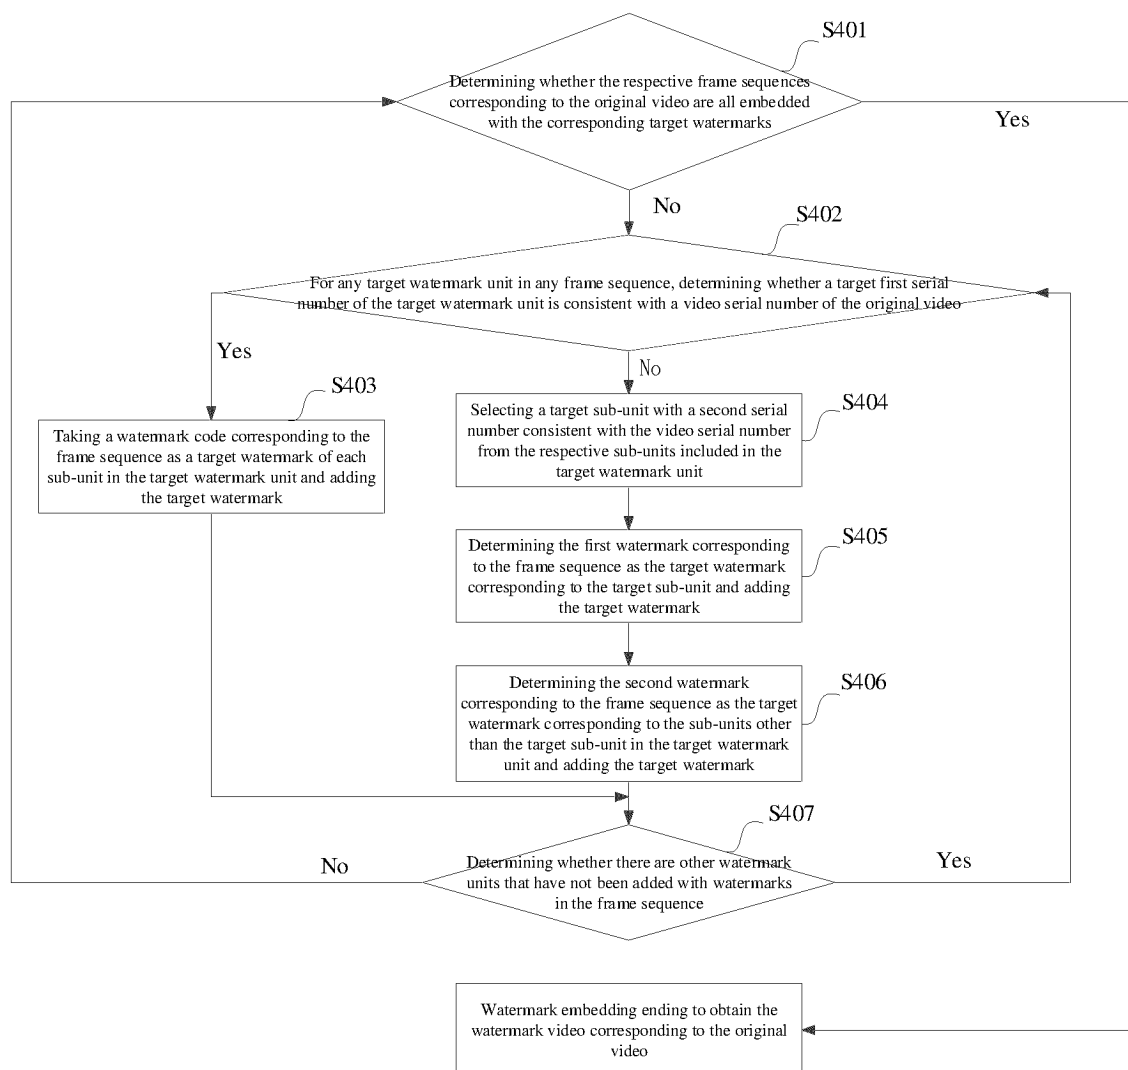 S401
Determining whether the respective frame sequences
corresponding to the original video are all embedded
with the corresponding target watermarks
Yes
No
S402
For any target watermark unit in any frame sequence, determining whether a target first serial
number of the target watermark unit is consistent with a video serial number of the original video
Yes
No
S403
Taking a watermark code corresponding to the
frame sequence as a target watermark of each
sub-unit in the target watermark unit and adding
the target watermark
S404
Selecting a target sub-unit with a second serial
number consistent with the video serial number
from the respective sub-units included in the
target watermark unit
S405
Determining the first watermark corresponding
to the frame sequence as the target watermark
corresponding to the target sub-unit and adding
the target watermark
S406
Determining the second watermark
corresponding to the frame sequence as the target
watermark corresponding to the sub-units other
than the target sub-unit in the target watermark
unit and adding the target watermark
S407
Determining whether there are other watermark
units that have not been added with watermarks
in the frame sequence
No
Yes
Watermark embedding ending to obtain the
watermark video corresponding to the original
video